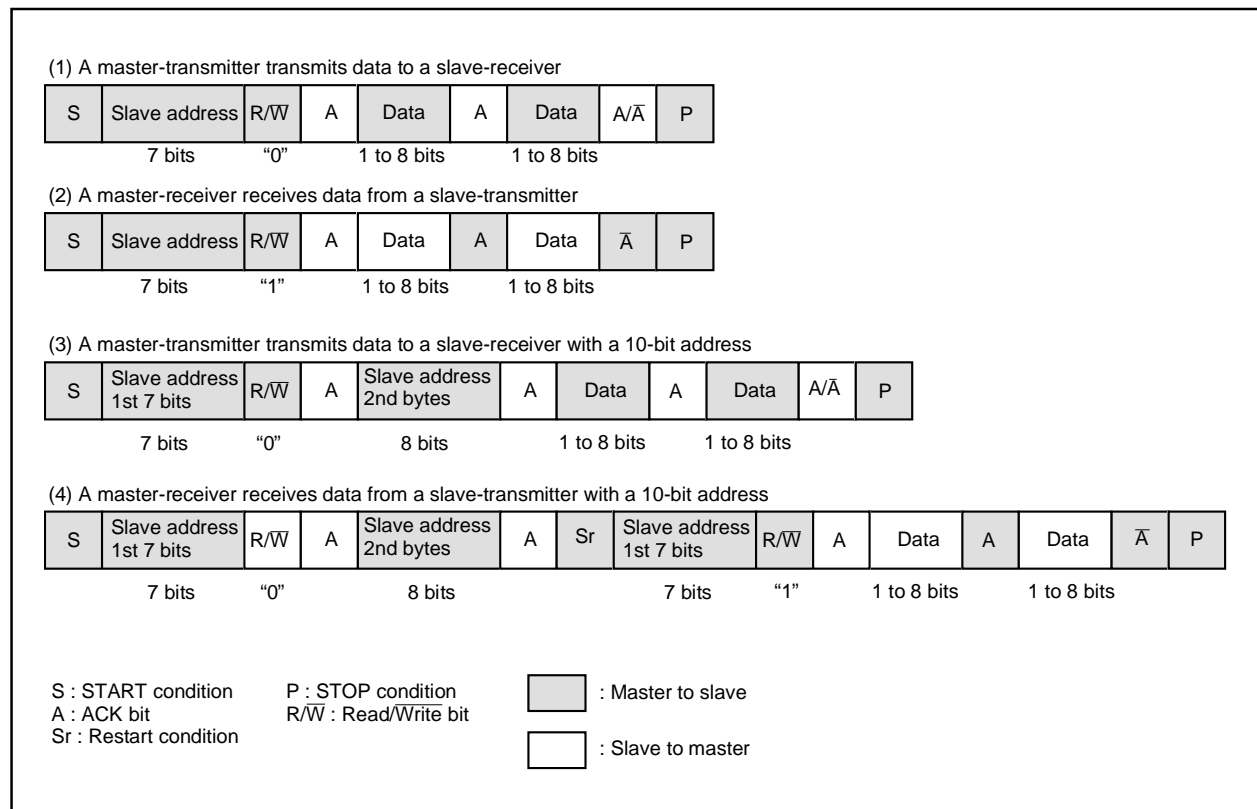 (1) A master-transmitter transmits data to a slave-receiver
S Slave address R/W̅ A Data A Data A/A̅ P
7 bits “0” 1 to 8 bits 1 to 8 bits
(2) A master-receiver receives data from a slave-transmitter
S Slave address R/W̅ A Data A Data A̅ P
7 bits “1” 1 to 8 bits 1 to 8 bits
(3) A master-transmitter transmits data to a slave-receiver with a 10-bit address
S Slave address 1st 7 bits R/W̅ A Slave address 2nd bytes A Data A Data A/A̅ P
7 bits “0” 8 bits 1 to 8 bits 1 to 8 bits
(4) A master-receiver receives data from a slave-transmitter with a 10-bit address
S Slave address 1st 7 bits R/W̅ A Slave address 2nd bytes A Sr Slave address 1st 7 bits R/W̅ A Data A Data A̅ P
7 bits “0” 8 bits 7 bits “1” 1 to 8 bits 1 to 8 bits
S : START condition P : STOP condition : Master to slave
A : ACK bit R/W̅ : Read/W̅r̅i̅t̅e̅ bit
Sr : Restart condition : Slave to master